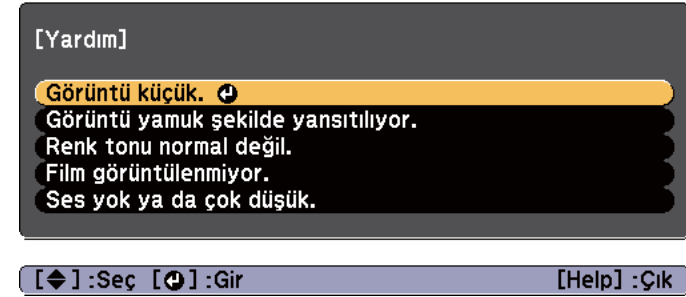 [Yardım]
Görüntü küçük.
Görüntü yamuk şekilde yansıtılıyor.
Renk tonu normal değil.
Film görüntülenmiyor.
Ses yok ya da çok düşük.
[◆] :Seç [↵] :Gir [Help] :Çık